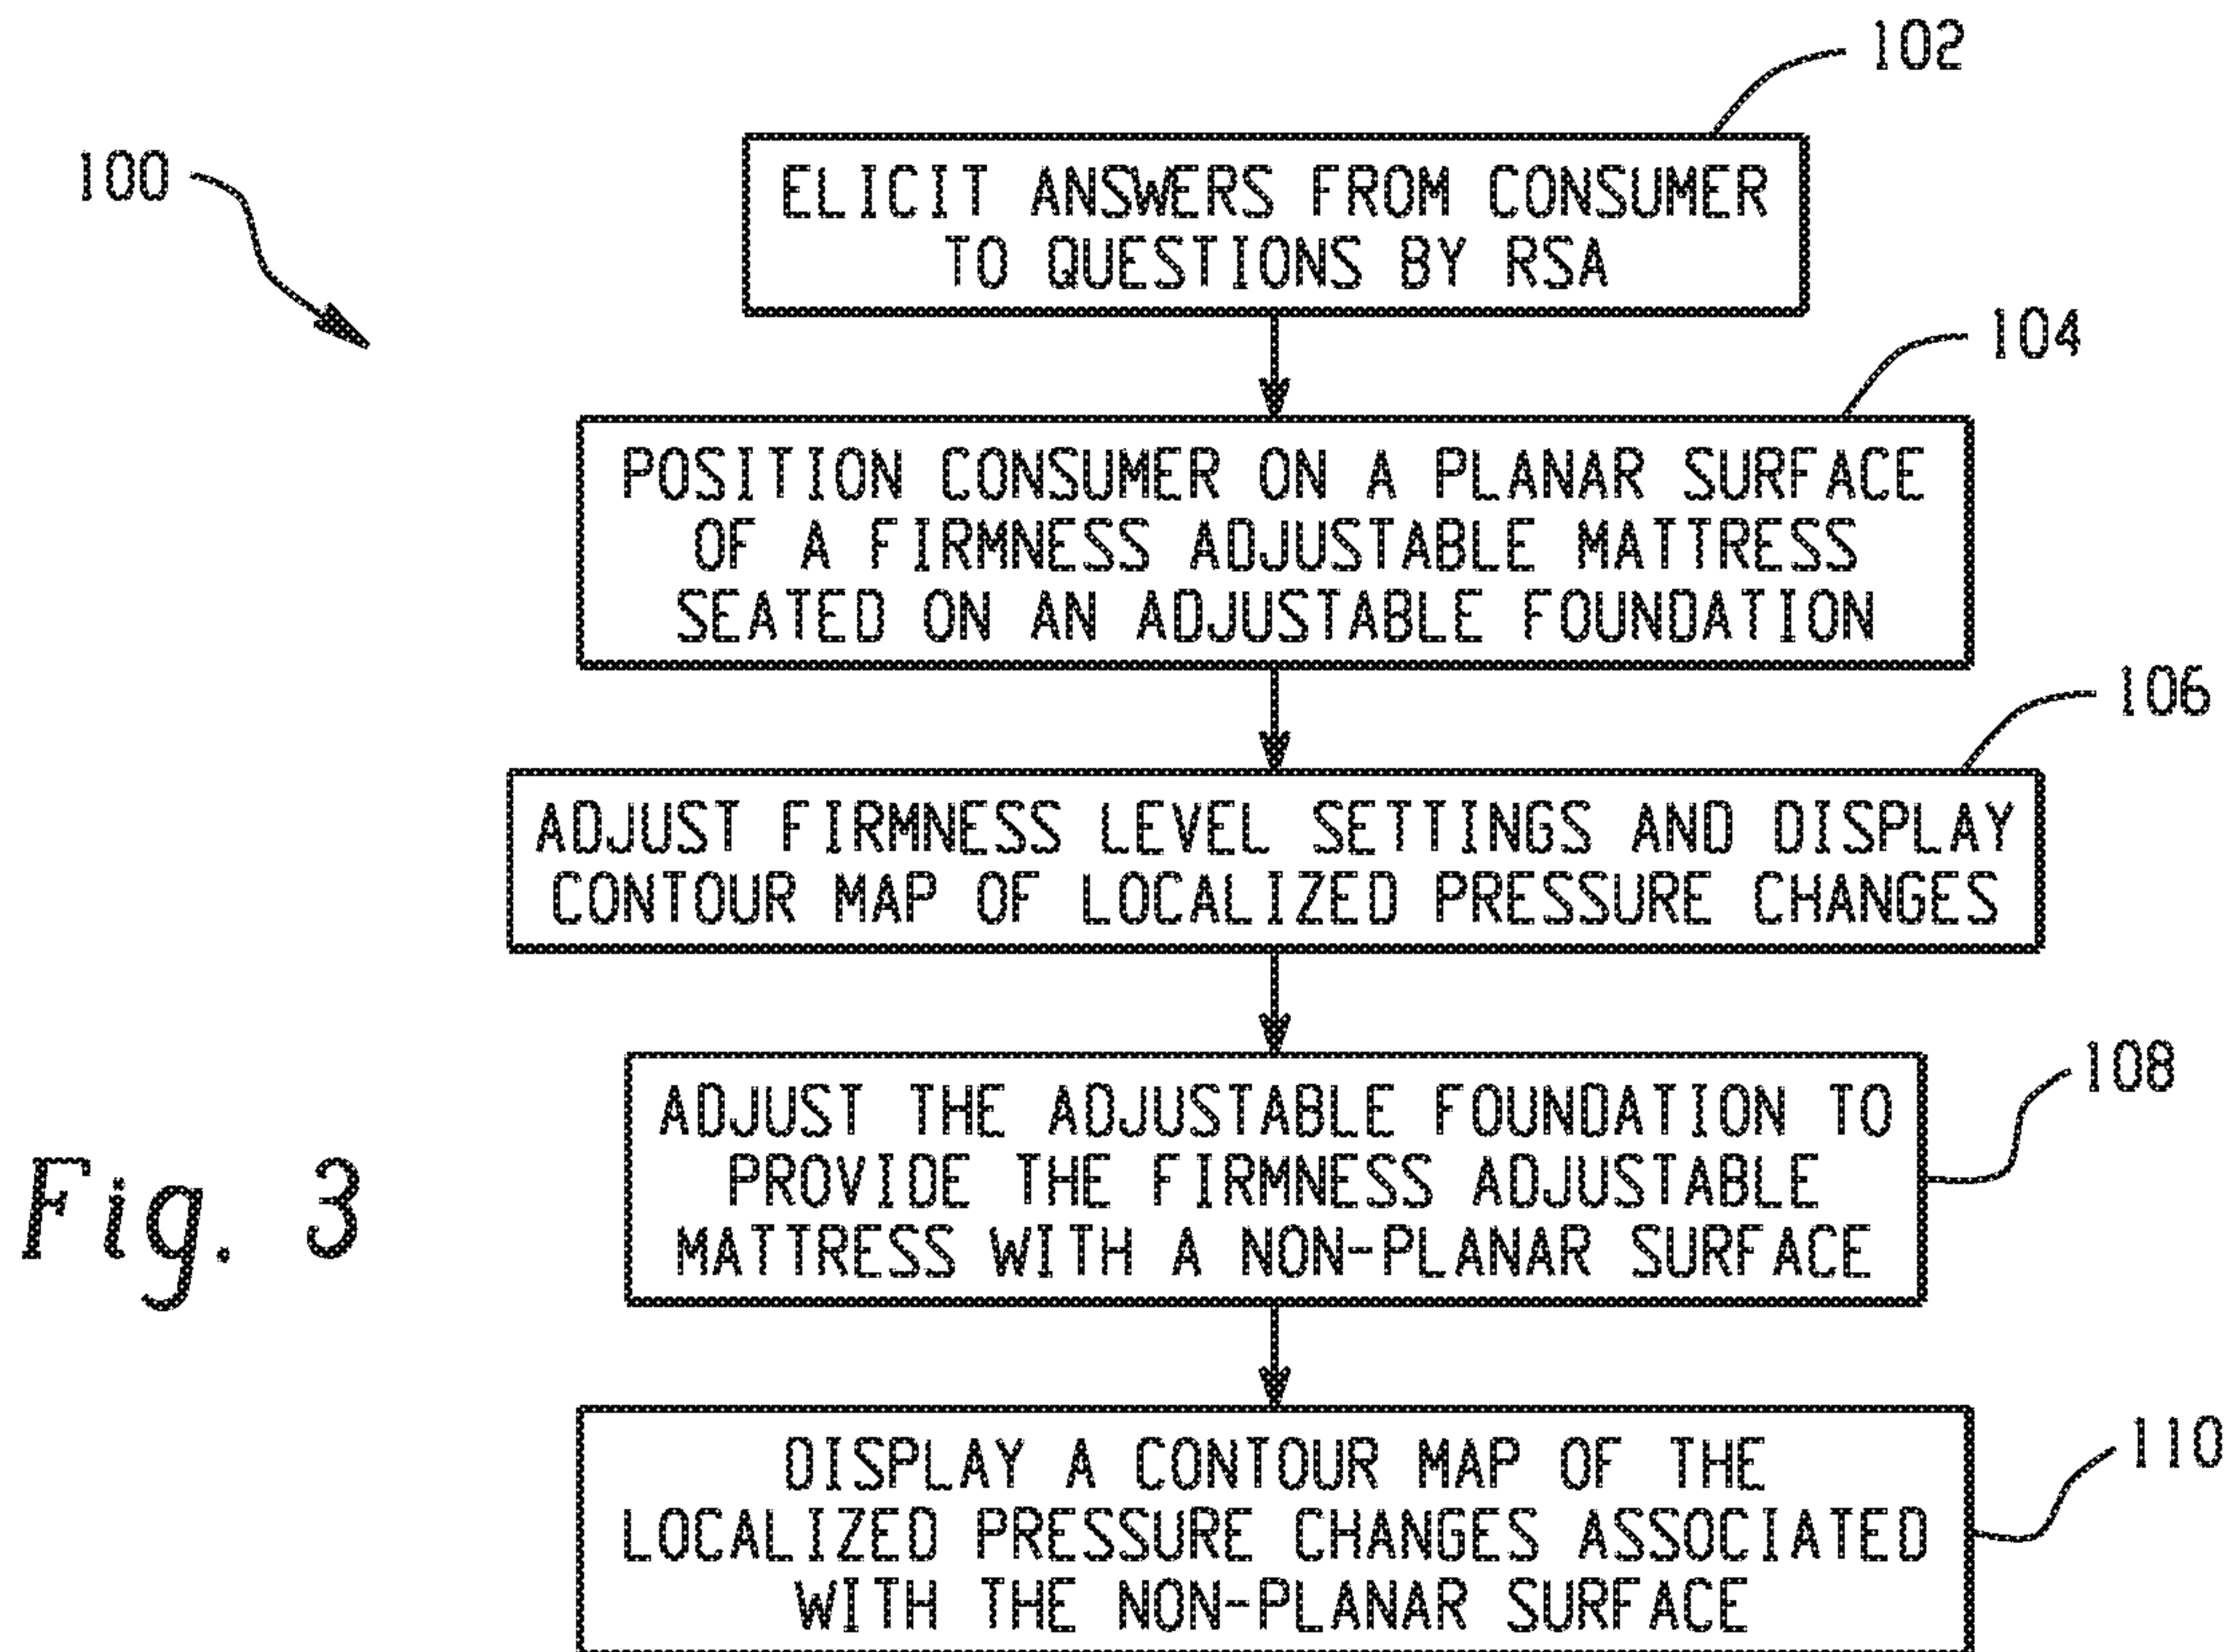 100
102
ELICIT ANSWERS FROM CONSUMER
TO QUESTIONS BY RSA
104
POSITION CONSUMER ON A PLANAR SURFACE
OF A FIRMNESS ADJUSTABLE MATTRESS
SEATED ON AN ADJUSTABLE FOUNDATION
106
ADJUST FIRMNESS LEVEL SETTINGS AND DISPLAY
CONTOUR MAP OF LOCALIZED PRESSURE CHANGES
108
ADJUST THE ADJUSTABLE FOUNDATION TO
PROVIDE THE FIRMNESS ADJUSTABLE
MATTRESS WITH A NON-PLANAR SURFACE
110
DISPLAY A CONTOUR MAP OF THE
LOCALIZED PRESSURE CHANGES ASSOCIATED
WITH THE NON-PLANAR SURFACE
Fig. 3